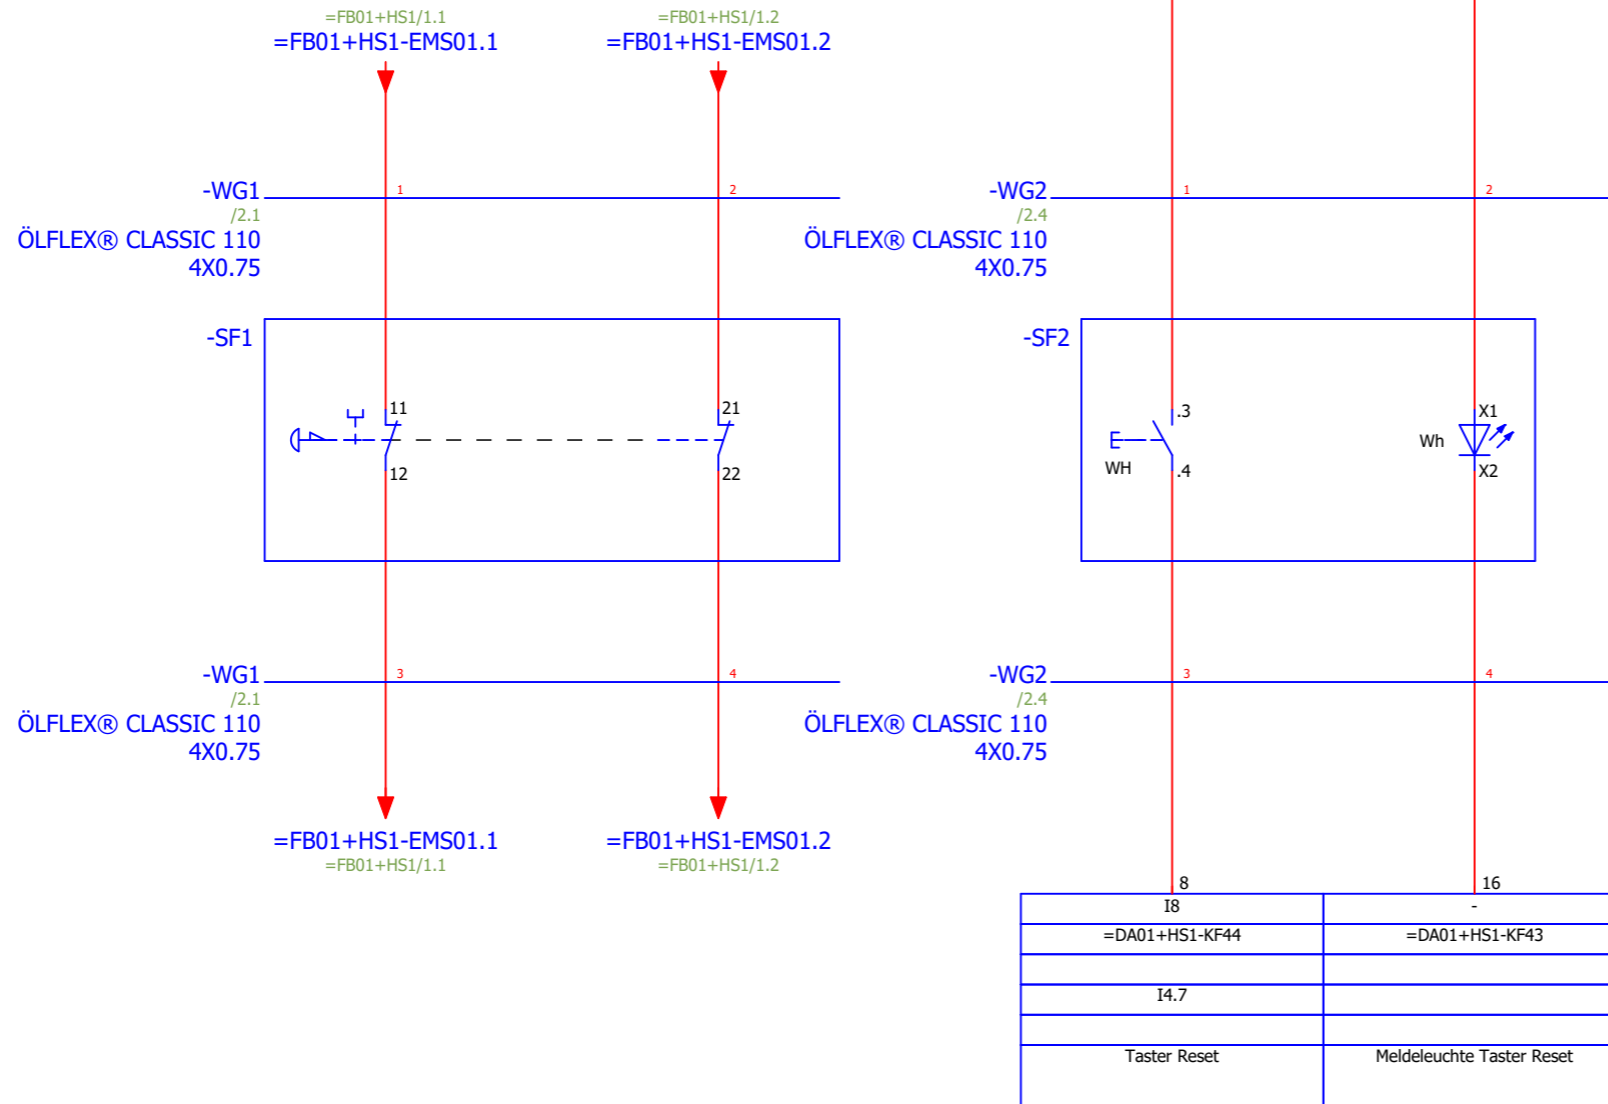 =FB01+HS1/1.1
=FB01+HS1-EMS01.1
=FB01+HS1/1.2
=FB01+HS1-EMS01.2
-WG1
1
2
/2.1
ÖLFLEX® CLASSIC 110
4X0.75
-WG2
1
2
/2.4
ÖLFLEX® CLASSIC 110
4X0.75
-SF1
11
12
21
22
-SF2
WH
.3
.4
Wh
X1
X2
-WG1
3
4
/2.1
ÖLFLEX® CLASSIC 110
4X0.75
-WG2
3
4
/2.4
ÖLFLEX® CLASSIC 110
4X0.75
=FB01+HS1-EMS01.1
=FB01+HS1/1.1
=FB01+HS1-EMS01.2
=FB01+HS1/1.2
8
16
I8
-
=DA01+HS1-KF44
=DA01+HS1-KF43
I4.7
Taster Reset
Meldeleuchte Taster Reset